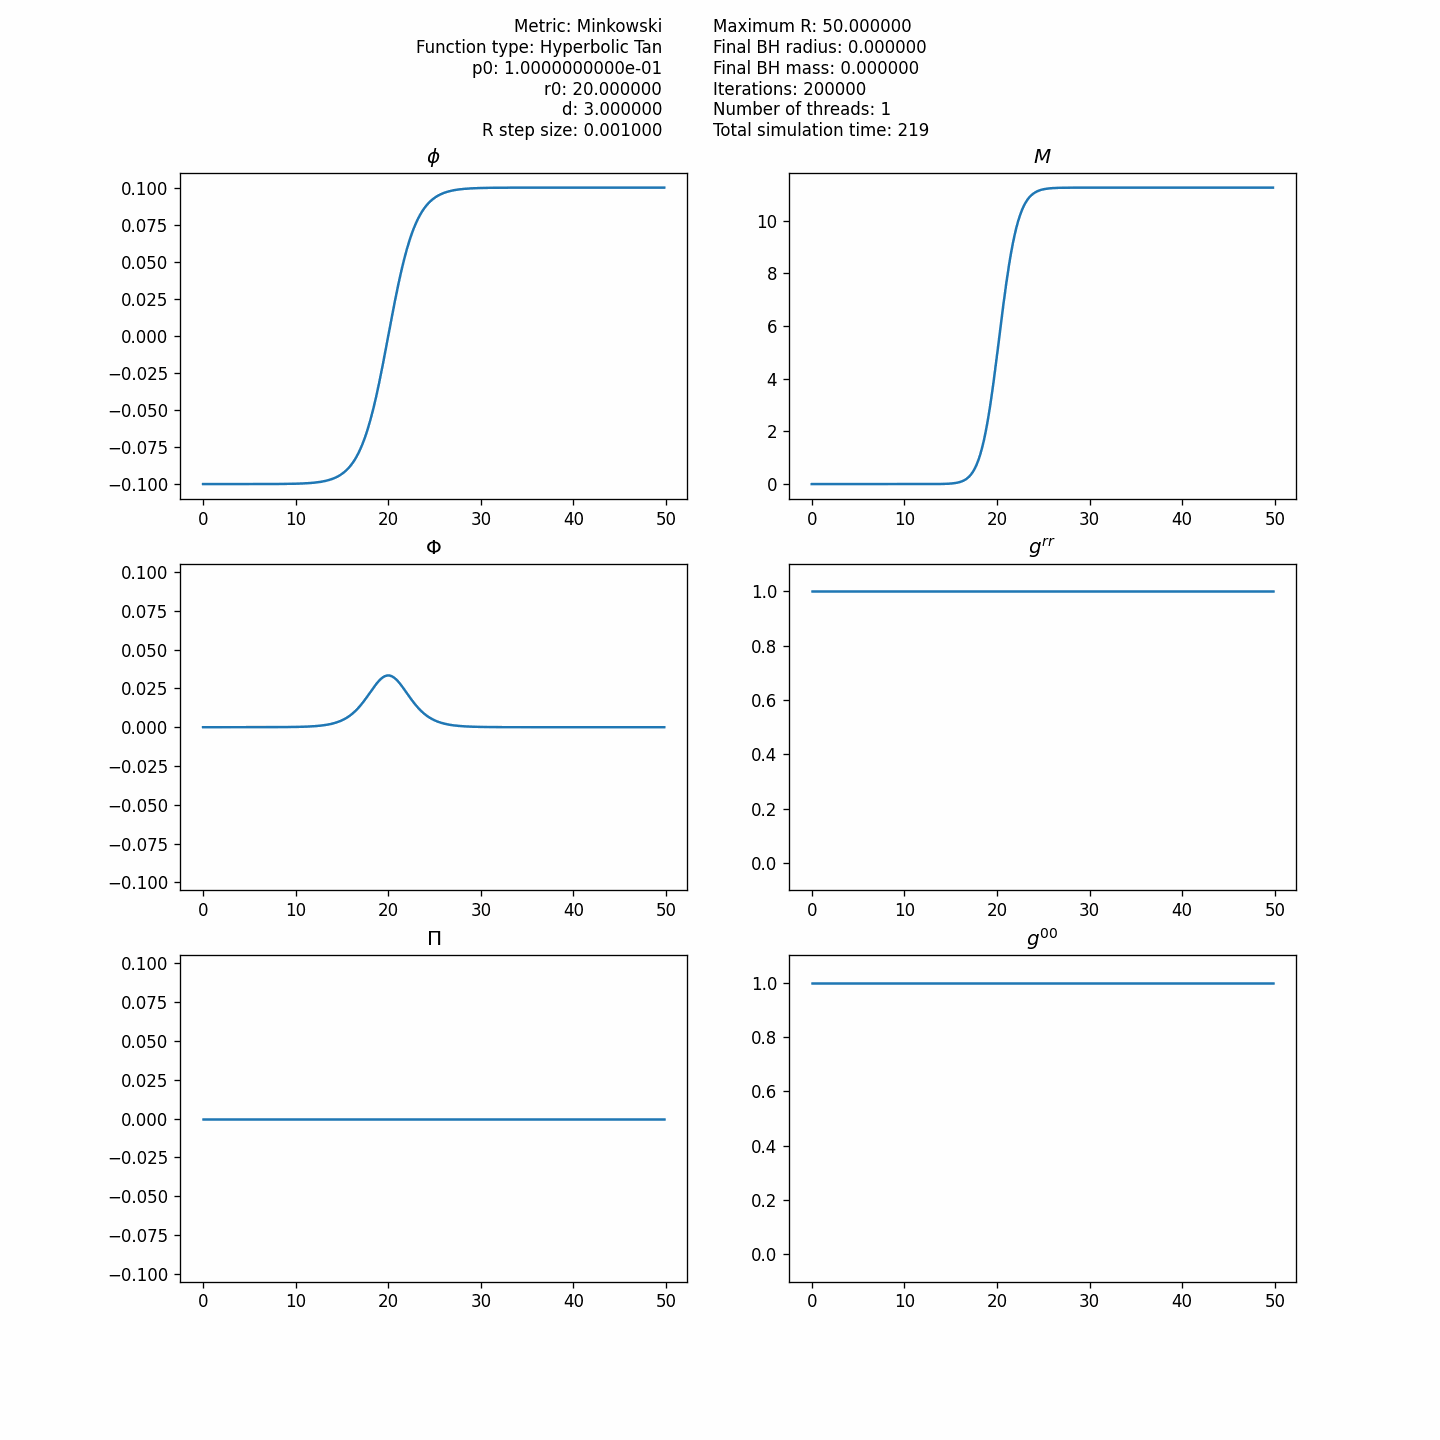 Metric: Minkowski
Function type: Hyperbolic Tan
p0: 1.0000000000e-01
r0: 20.000000
d: 3.000000
R step size: 0.001000
Maximum R: 50.000000
Final BH radius: 0.000000
Final BH mass: 0.000000
Iterations: 200000
Number of threads: 1
Total simulation time: 219
ϕ
0.100
0.075
0.050
0.025
0.000
−0.025
−0.050
−0.075
−0.100
0 10 20 30 40 50
M
10
8
6
4
2
0
0 10 20 30 40 50
Φ
0.100
0.075
0.050
0.025
0.000
−0.025
−0.050
−0.075
−0.100
0 10 20 30 40 50
g^{rr}
1.0
0.8
0.6
0.4
0.2
0.0
0 10 20 30 40 50
Π
0.100
0.075
0.050
0.025
0.000
−0.025
−0.050
−0.075
−0.100
0 10 20 30 40 50
g^{00}
1.0
0.8
0.6
0.4
0.2
0.0
0 10 20 30 40 50